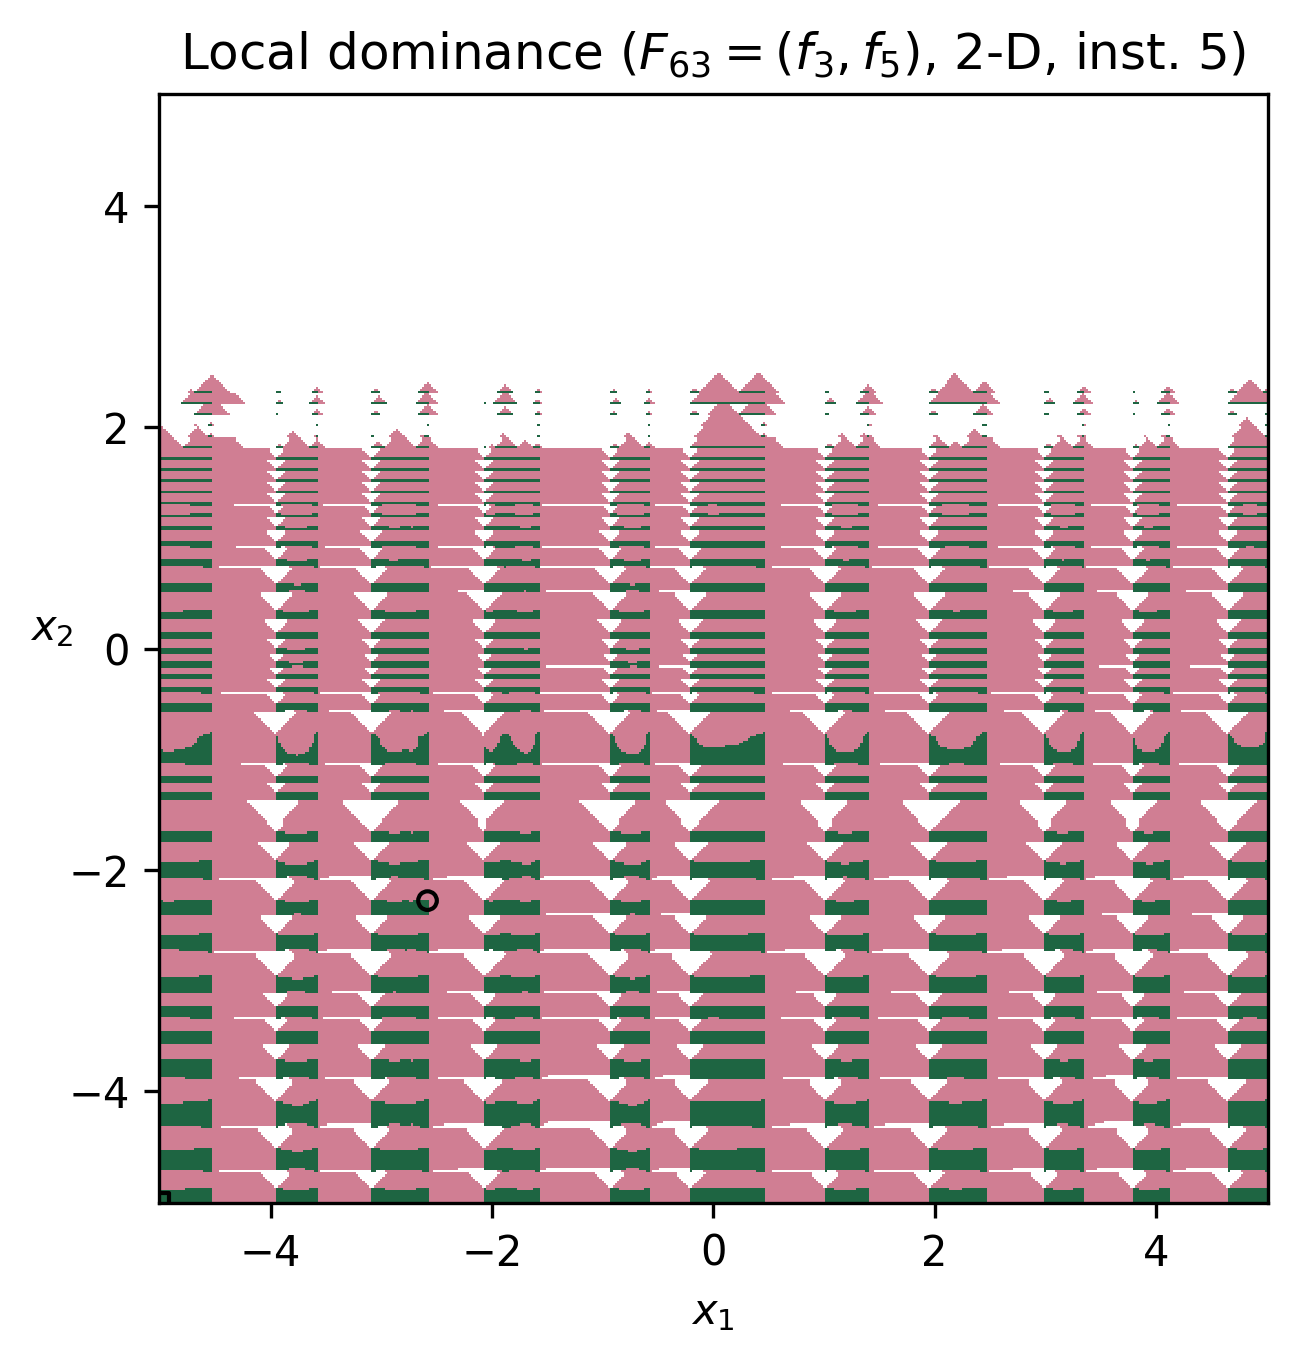 Local dominance (F₆₃ = (f₃, f₅), 2-D, inst. 5)
4
2
x₂
0
−2
−4
−4 −2 0 2 4
x₁